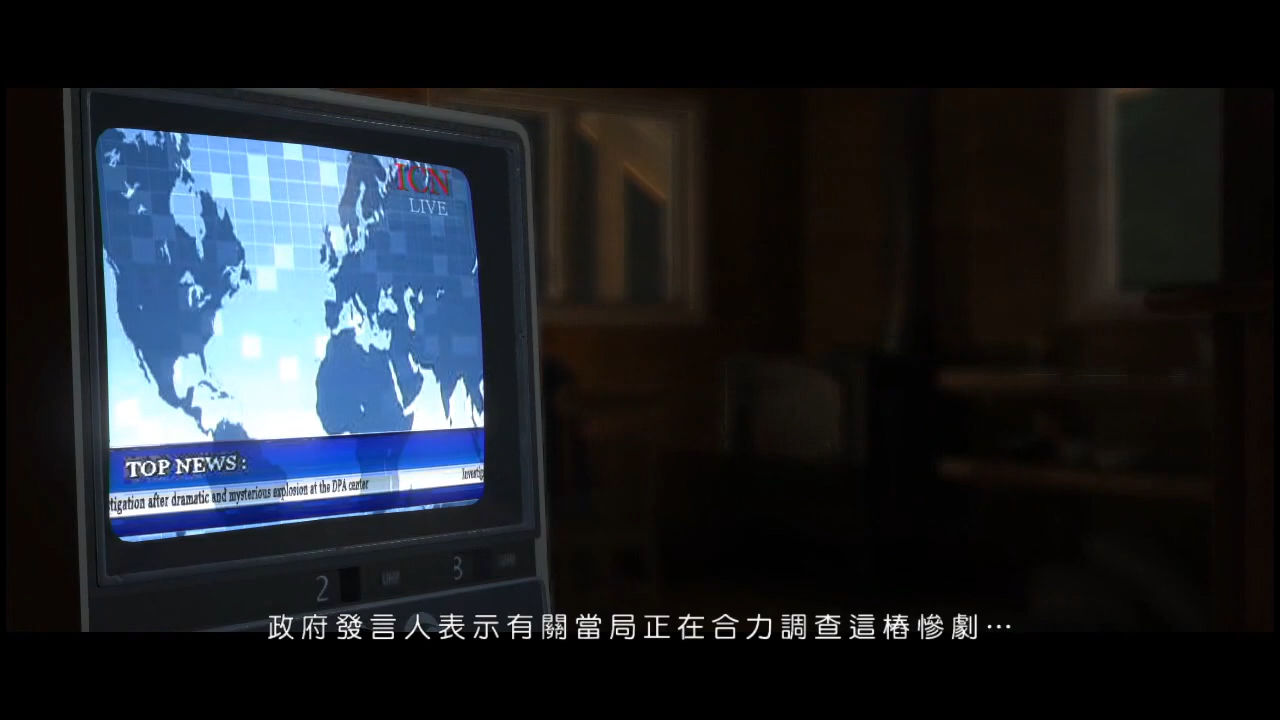 ICN
LIVE
TOP NEWS :
tigation after dramatic and mysterious explosion at the DPA center
Investig
2
3
政府發言人表示有關當局正在合力調查這樁慘劇…